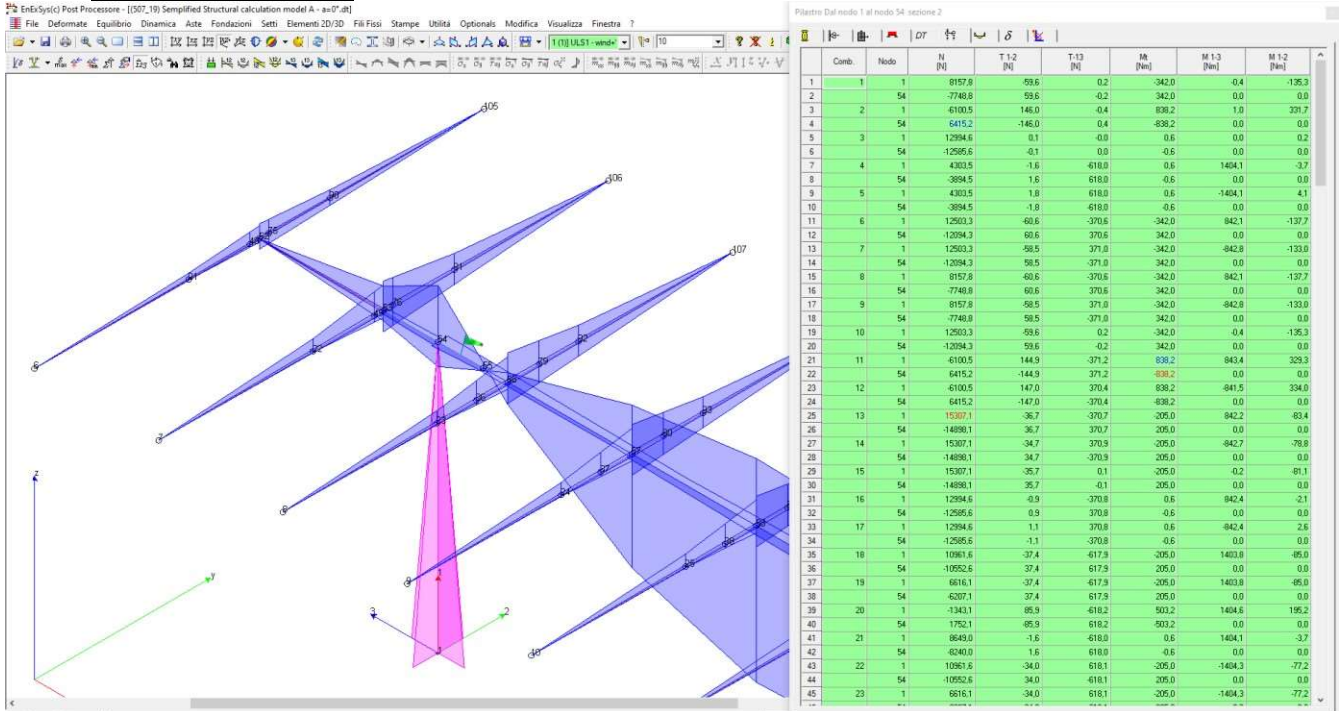 EnExSys(c) Post Processore - [(507_19) Semplified Structural calculation model A - a=0°.dt]
File Deformate Equilibrio Dinamica Aste Fondazioni Setti Elementi 2D/3D Fili Fissi Stampe Utilità Optionals Modifica Visualizza Finestra ?
1 (1)] ULS1 - wind+' 10
105
106
107
54
6
7
8
9
z
y
3
2
Pilastro Dal nodo 1 al nodo 54 sezione 2
DT δ
Comb. Nodo N [N] T 1-2 [N] T-13 [N] Mt [Nm] M 1-3 [Nm] M 1-2 [Nm]
1 1 1 8157,8 -59,6 0,2 -342,0 -0,4 -135,3
2 54 -7748,8 59,6 -0,2 342,0 0,0 0,0
3 2 1 -6100,5 146,0 -0,4 838,2 1,0 331,7
4 54 6415,2 -146,0 0,4 -838,2 0,0 0,0
5 3 1 12994,6 0,1 -0,0 0,6 0,0 0,2
6 54 -12585,6 -0,1 0,0 -0,6 0,0 0,0
7 4 1 4303,5 -1,6 -618,0 0,6 1404,1 -3,7
8 54 -3894,5 1,6 618,0 -0,6 0,0 0,0
9 5 1 4303,5 1,8 618,0 0,6 -1404,1 4,1
10 54 -3894,5 -1,8 -618,0 -0,6 0,0 0,0
11 6 1 12503,3 -60,6 -370,6 -342,0 842,1 -137,7
12 54 -12094,3 60,6 370,6 342,0 0,0 0,0
13 7 1 12503,3 -58,5 371,0 -342,0 -842,8 -133,0
14 54 -12094,3 58,5 -371,0 342,0 0,0 0,0
15 8 1 8157,8 -60,6 -370,6 -342,0 842,1 -137,7
16 54 -7748,8 60,6 370,6 342,0 0,0 0,0
17 9 1 8157,8 -58,5 371,0 -342,0 -842,8 -133,0
18 54 -7748,8 58,5 -371,0 342,0 0,0 0,0
19 10 1 12503,3 -59,6 0,2 -342,0 -0,4 -135,3
20 54 -12094,3 59,6 -0,2 342,0 0,0 0,0
21 11 1 -6100,5 144,9 -371,2 838,2 843,4 329,3
22 54 6415,2 -144,9 371,2 -838,2 0,0 0,0
23 12 1 -6100,5 147,0 370,4 838,2 -841,5 334,0
24 54 6415,2 -147,0 -370,4 -838,2 0,0 0,0
25 13 1 15307,1 -36,7 -370,7 -205,0 842,2 -83,4
26 54 -14898,1 36,7 370,7 205,0 0,0 0,0
27 14 1 15307,1 -34,7 370,9 -205,0 -842,7 -78,8
28 54 -14898,1 34,7 -370,9 205,0 0,0 0,0
29 15 1 15307,1 -35,7 0,1 -205,0 -0,2 -81,1
30 54 -14898,1 35,7 -0,1 205,0 0,0 0,0
31 16 1 12994,6 -0,9 -370,8 0,6 842,4 -2,1
32 54 -12585,6 0,9 370,8 -0,6 0,0 0,0
33 17 1 12994,6 1,1 370,8 0,6 -842,4 2,6
34 54 -12585,6 -1,1 -370,8 -0,6 0,0 0,0
35 18 1 10961,6 -37,4 -617,9 -205,0 1403,8 -85,0
36 54 -10552,6 37,4 617,9 205,0 0,0 0,0
37 19 1 6616,1 -37,4 -617,9 -205,0 1403,8 -85,0
38 54 -6207,1 37,4 617,9 205,0 0,0 0,0
39 20 1 -1343,1 85,9 -618,2 503,2 1404,6 195,2
40 54 1752,1 -85,9 618,2 -503,2 0,0 0,0
41 21 1 8649,0 -1,6 -618,0 0,6 1404,1 -3,7
42 54 -8240,0 1,6 618,0 -0,6 0,0 0,0
43 22 1 10961,6 -34,0 618,1 -205,0 -1404,3 -77,2
44 54 -10552,6 34,0 -618,1 205,0 0,0 0,0
45 23 1 6616,1 -34,0 618,1 -205,0 -1404,3 -77,2